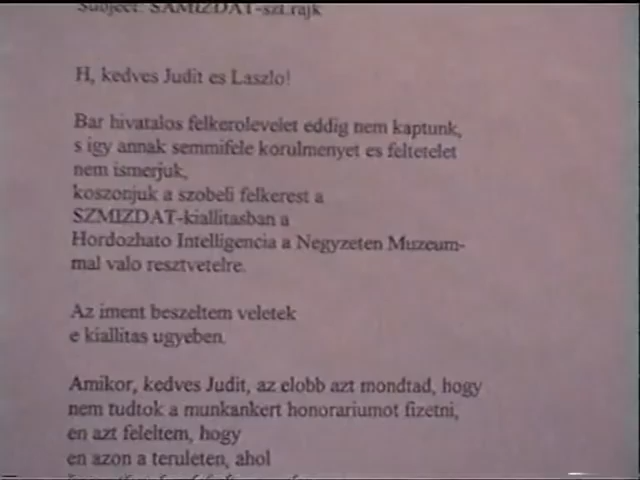 Subject: SAMIZDAT-szt.rajk
H, kedves Judit es Laszlo!
Bar hivatalos felkerolevelet eddig nem kaptunk,
s igy annak semmifele korulmenyet es feltetelet
nem ismerjuk,
koszonjuk a szobeli felkerest a
SZMIZDAT-kiallitasban a
Hordozhato Intelligencia a Negyzeten Muzeum-
mal valo resztvetelre.
Az iment beszeltem veletek
e kiallitas ugyeben.
Amikor, kedves Judit, az elobb azt mondtad, hogy
nem tudtok a munkankert honorariumot fizetni,
en azt feleltem, hogy
en azon a teruleten, ahol